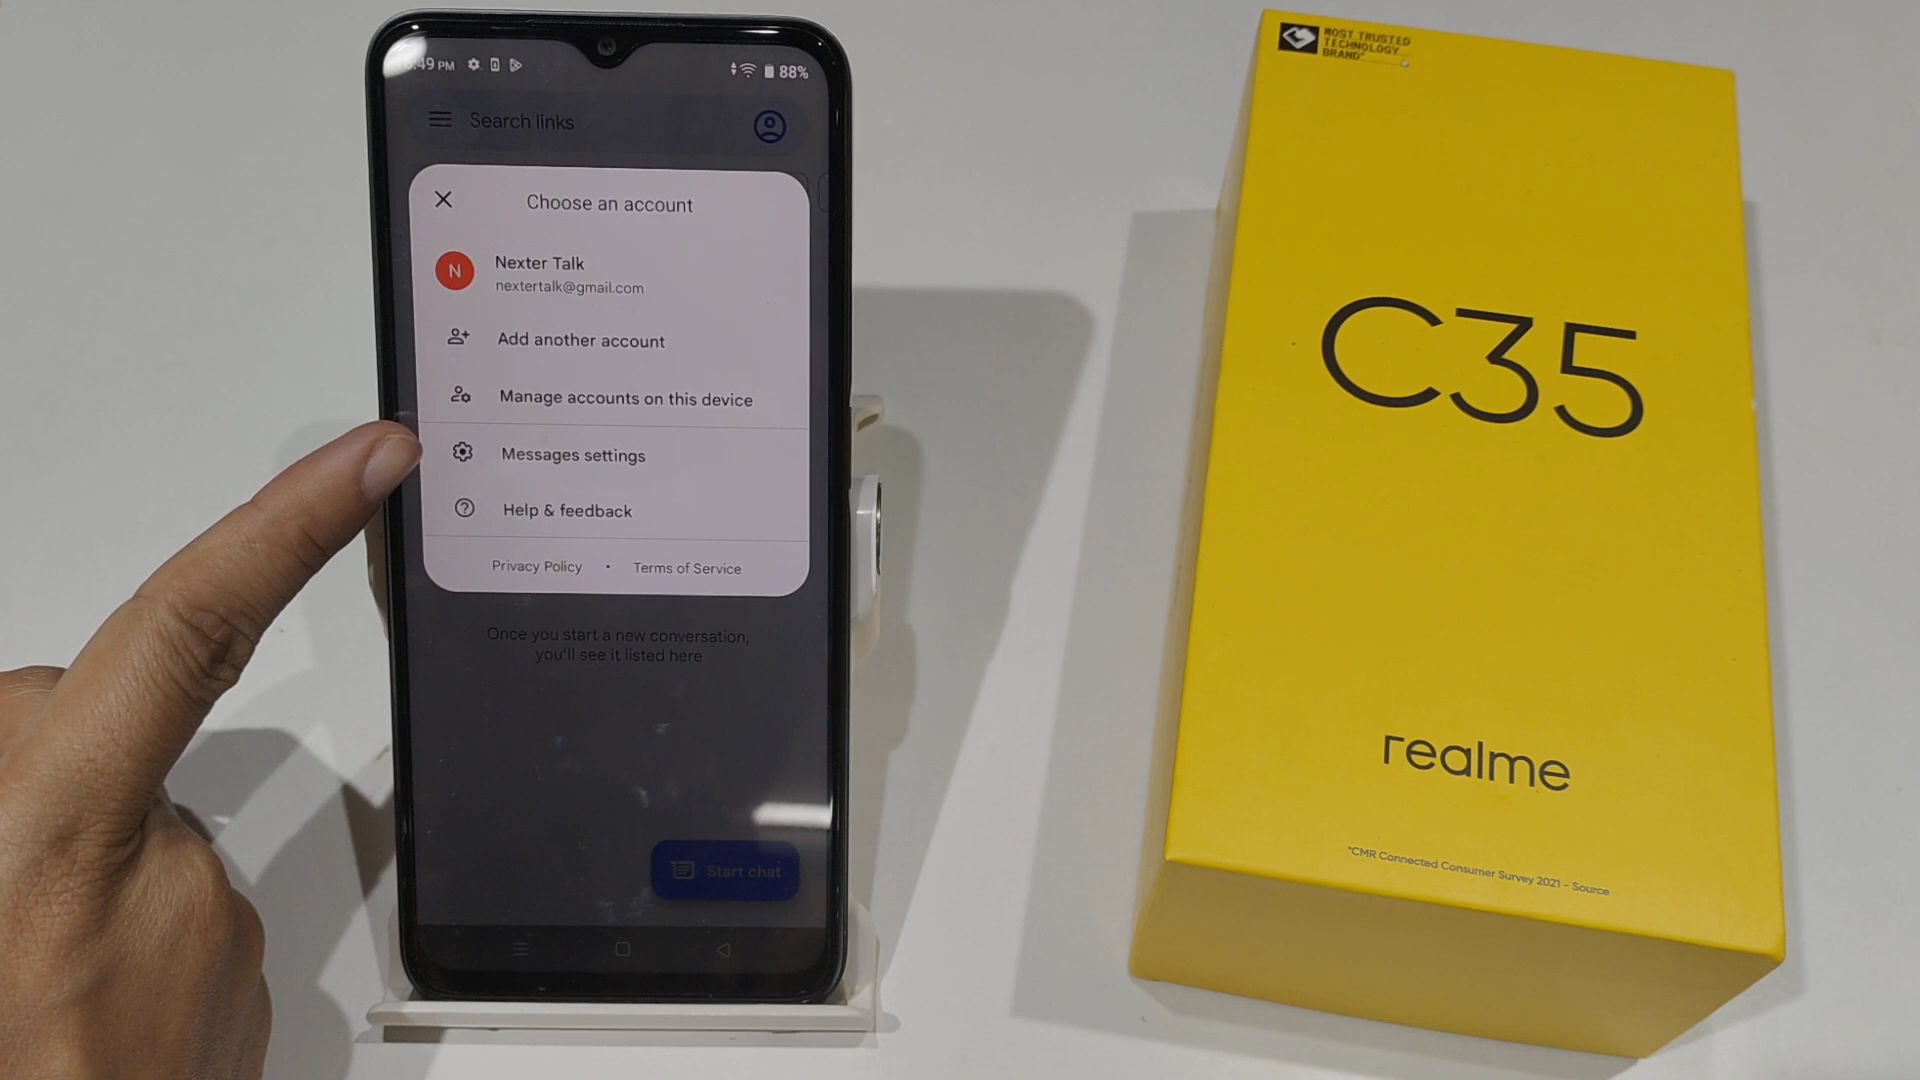 :49 PM
88%
Search links
Choose an account
N
Nexter Talk
nextertalk@gmail.com
Add another account
Manage accounts on this device
Messages settings
Help & feedback
Privacy Policy • Terms of Service
Once you start a new conversation,
you'll see it listed here
Start chat
MOST TRUSTED
TECHNOLOGY
BRAND*
C35
realme
*CMR Connected Consumer Survey 2021 - Source